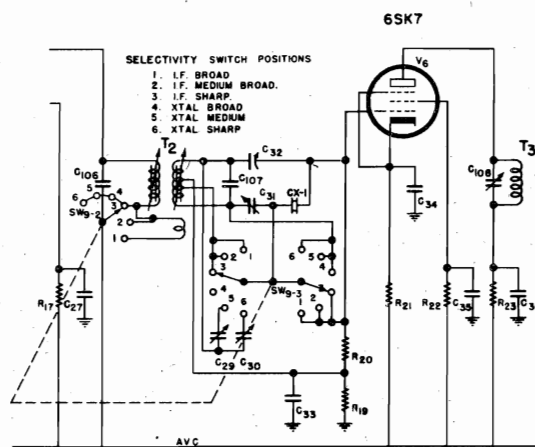 6SK7
V6
SELECTIVITY SWITCH POSITIONS
1. I.F. BROAD
2. I.F. MEDIUM BROAD.
3. I.F. SHARP.
4. XTAL BROAD
5. XTAL MEDIUM
6. XTAL SHARP
T2
C32
T3
C106
C107
C31
CX-1
C108
C34
6 5 4
3
SW9-2
2
1
2 1
3
4
5 6
6
5
4
SW9-3
2
1
R17
C27
C29
C30
R20
R21
R22
C35
R23
C3
C33
R19
AVC